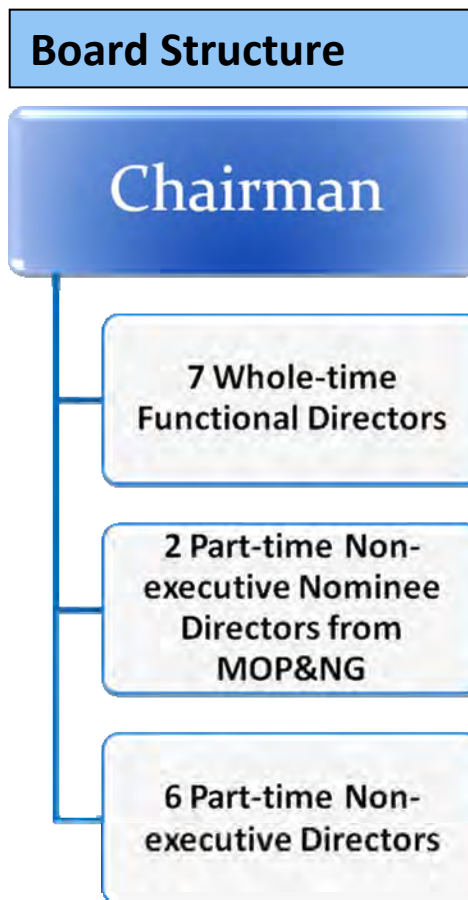 Board Structure
Chairman
7 Whole-time
Functional Directors
2 Part-time Non-
executive Nominee
Directors from
MOP&NG
6 Part-time Non-
executive Directors